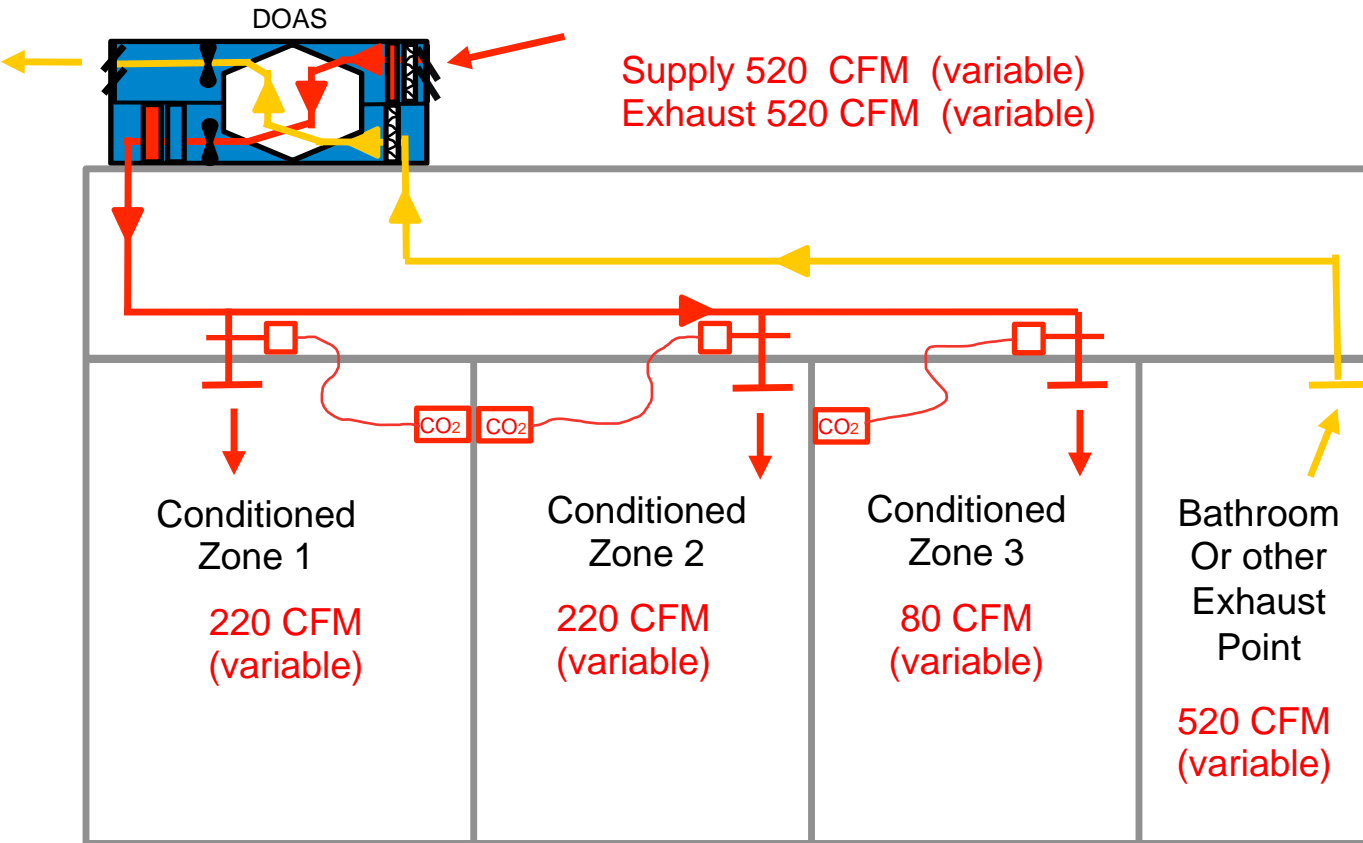 DOAS
Supply 520 CFM (variable)
Exhaust 520 CFM (variable)
CO2
CO2
CO2
Conditioned
Zone 1
220 CFM
(variable)
Conditioned
Zone 2
220 CFM
(variable)
Conditioned
Zone 3
80 CFM
(variable)
Bathroom
Or other
Exhaust
Point
520 CFM
(variable)